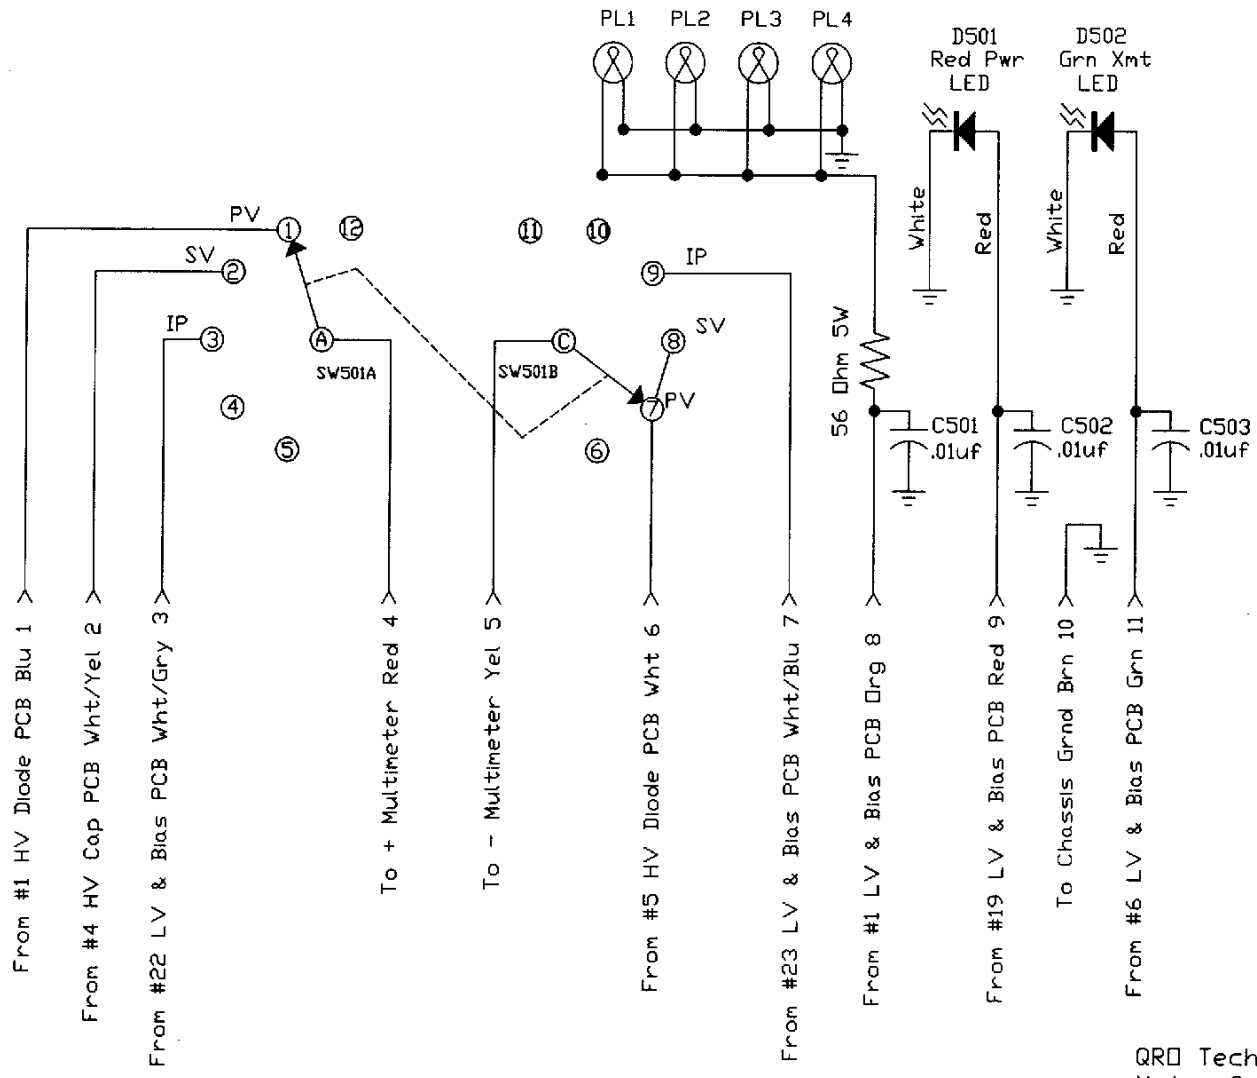 PL1 PL2 PL3 PL4
D501
Red Pwr
LED
D502
Grn Xmt
LED
White
Red
White
Red
PV
1
12
11
10
SV
2
9
IP
IP
3
A
SW501A
C
SW501B
8
SV
4
7
PV
5
6
56 Ohm 5W
C501
.01uf
C502
.01uf
C503
.01uf
From #1 HV Diode PCB Blu 1
From #4 HV Cap PCB Wht/Yel 2
From #22 LV & Bias PCB Wht/Gry 3
To + Multimeter Red 4
To - Multimeter Yel 5
From #5 HV Diode PCB Wht 6
From #23 LV & Bias PCB Wht/Blu 7
From #1 LV & Bias PCB Org 8
From #19 LV & Bias PCB Red 9
To Chassis Grnd Brn 10
From #6 LV & Bias PCB Grn 11
QRO Tech